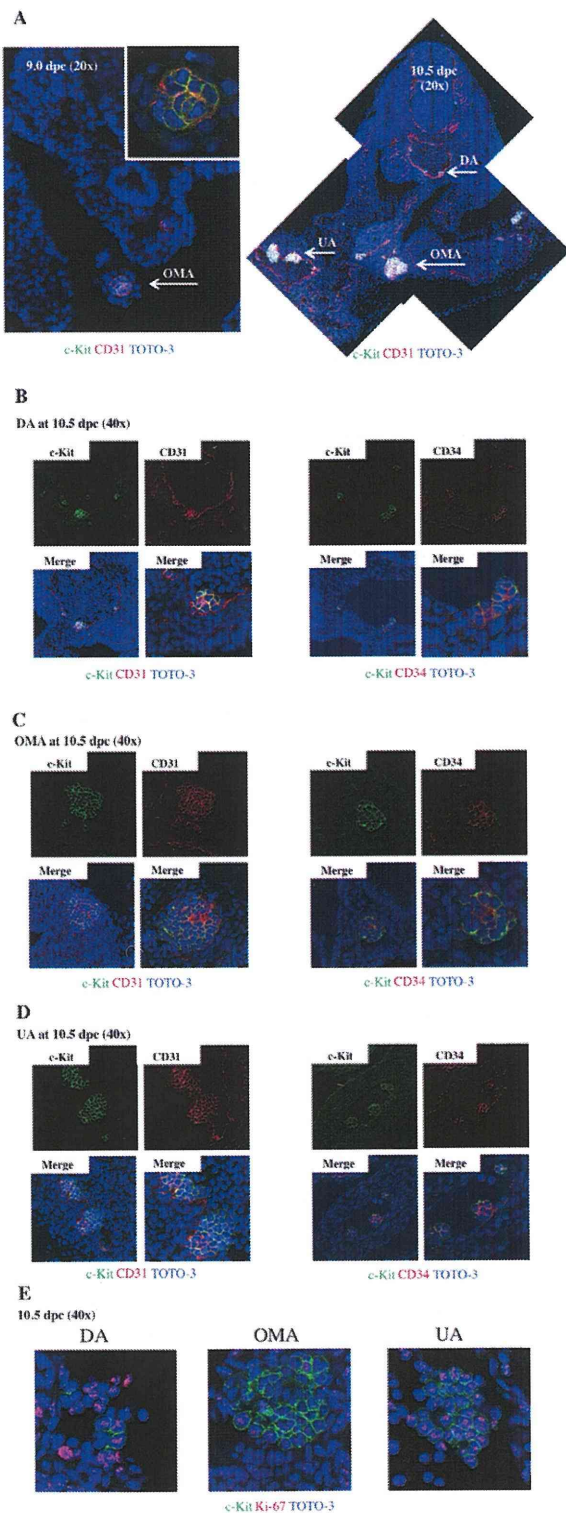 A
9.0 dpc (20x)
10.5 dpc
(20x)
DA
UA
OMA
OMA
c-Kit CD31 TOTO-3
c-Kit CD31 TOTO-3
B
DA at 10.5 dpc (40x)
c-Kit CD31 c-Kit CD34
Merge Merge Merge Merge
c-Kit CD31 TOTO-3 c-Kit CD34 TOTO-3
C
OMA at 10.5 dpc (40x)
c-Kit CD31 c-Kit CD34
Merge Merge Merge Merge
c-Kit CD31 TOTO-3 c-Kit CD34 TOTO-3
D
UA at 10.5 dpc (40x)
c-Kit CD31 c-Kit CD34
Merge Merge Merge Merge
c-Kit CD31 TOTO-3 c-Kit CD34 TOTO-3
E
10.5 dpc (40x)
DA OMA UA
c-Kit Ki-67 TOTO-3